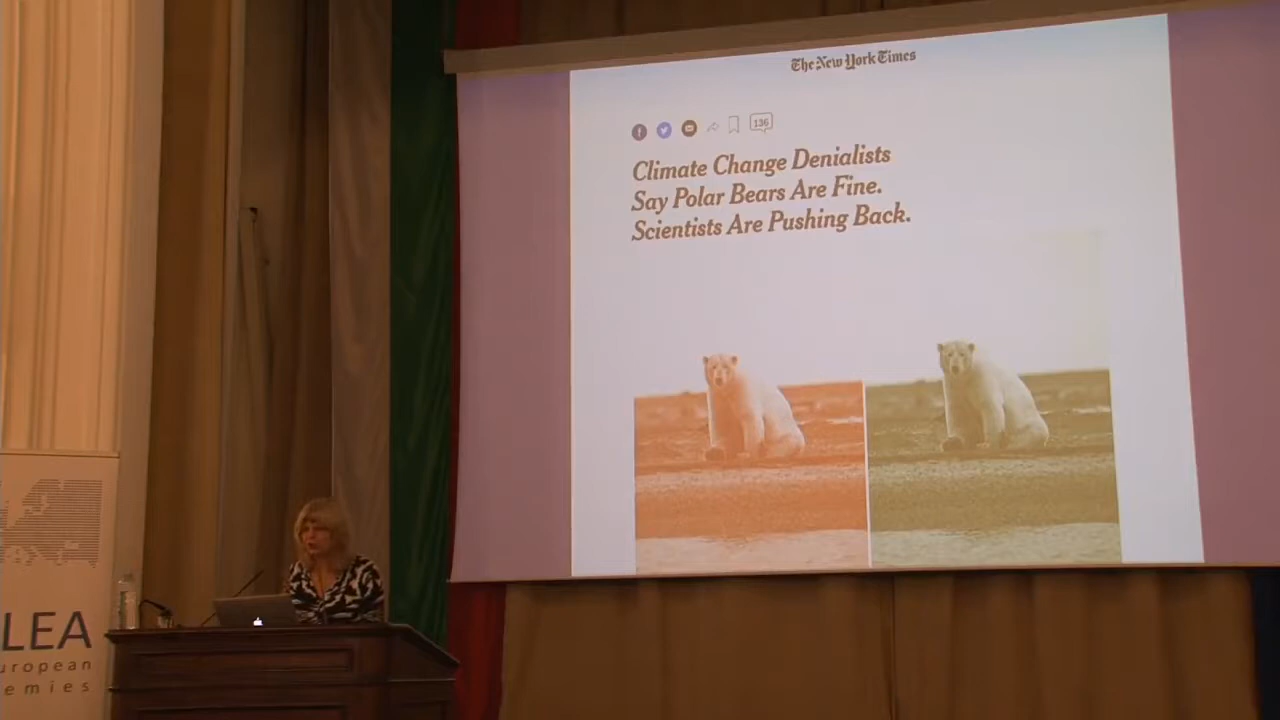 The New York Times
136
Climate Change Denialists
Say Polar Bears Are Fine.
Scientists Are Pushing Back.
LEA
uropean
emies